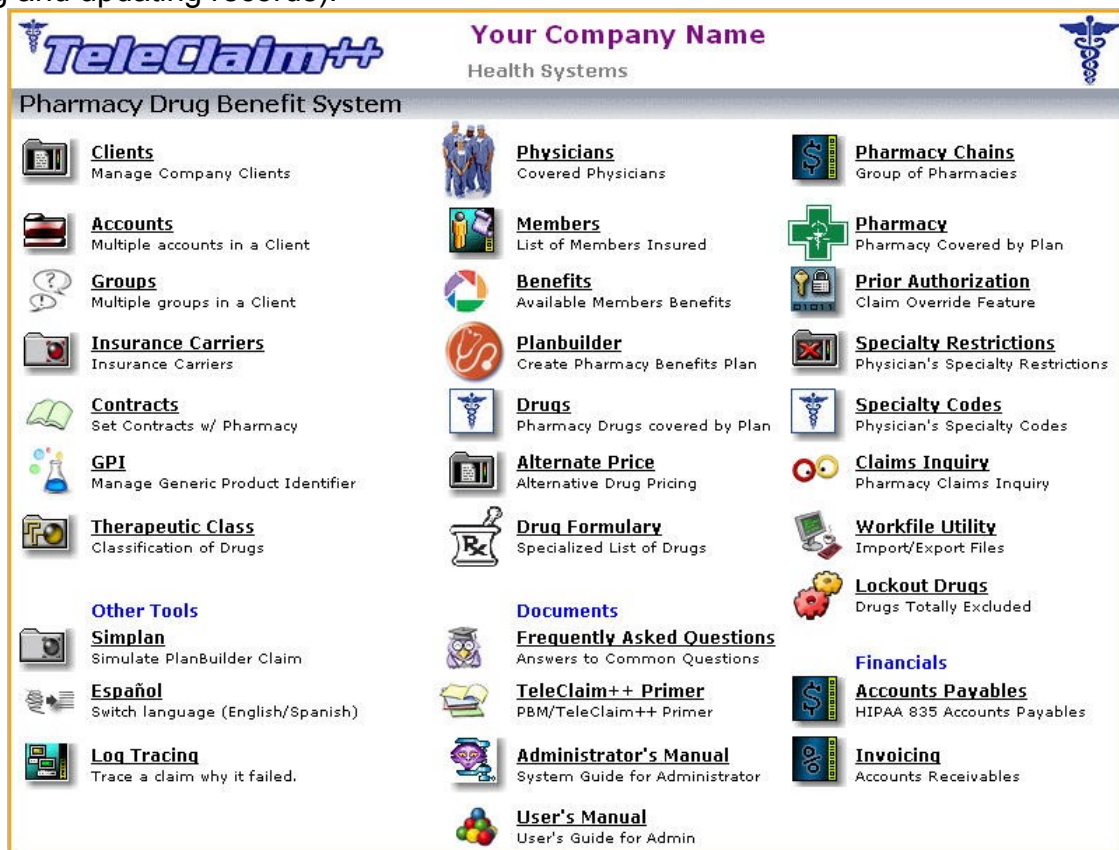 g and updating records).
TeleClaim++
Your Company Name
Health Systems
Pharmacy Drug Benefit System
Clients
Manage Company Clients
Accounts
Multiple accounts in a Client
Groups
Multiple groups in a Client
Insurance Carriers
Insurance Carriers
Contracts
Set Contracts w/ Pharmacy
GPI
Manage Generic Product Identifier
Therapeutic Class
Classification of Drugs
Other Tools
Simplan
Simulate PlanBuilder Claim
Español
Switch language (English/Spanish)
Log Tracing
Trace a claim why it failed.
Physicians
Covered Physicians
Members
List of Members Insured
Benefits
Available Members Benefits
Planbuilder
Create Pharmacy Benefits Plan
Drugs
Pharmacy Drugs covered by Plan
Alternate Price
Alternative Drug Pricing
Rx
Drug Formulary
Specialized List of Drugs
Documents
Frequently Asked Questions
Answers to Common Questions
TeleClaim++ Primer
PBM/TeleClaim++ Primer
Administrator's Manual
System Guide for Administrator
User's Manual
User's Guide for Admin
Pharmacy Chains
Group of Pharmacies
Pharmacy
Pharmacy Covered by Plan
01011
Prior Authorization
Claim Override Feature
Specialty Restrictions
Physician's Specialty Restrictions
Specialty Codes
Physician's Specialty Codes
Claims Inquiry
Pharmacy Claims Inquiry
Workfile Utility
Import/Export Files
Lockout Drugs
Drugs Totally Excluded
Financials
Accounts Payables
HIPAA 835 Accounts Payables
Invoicing
Accounts Receivables